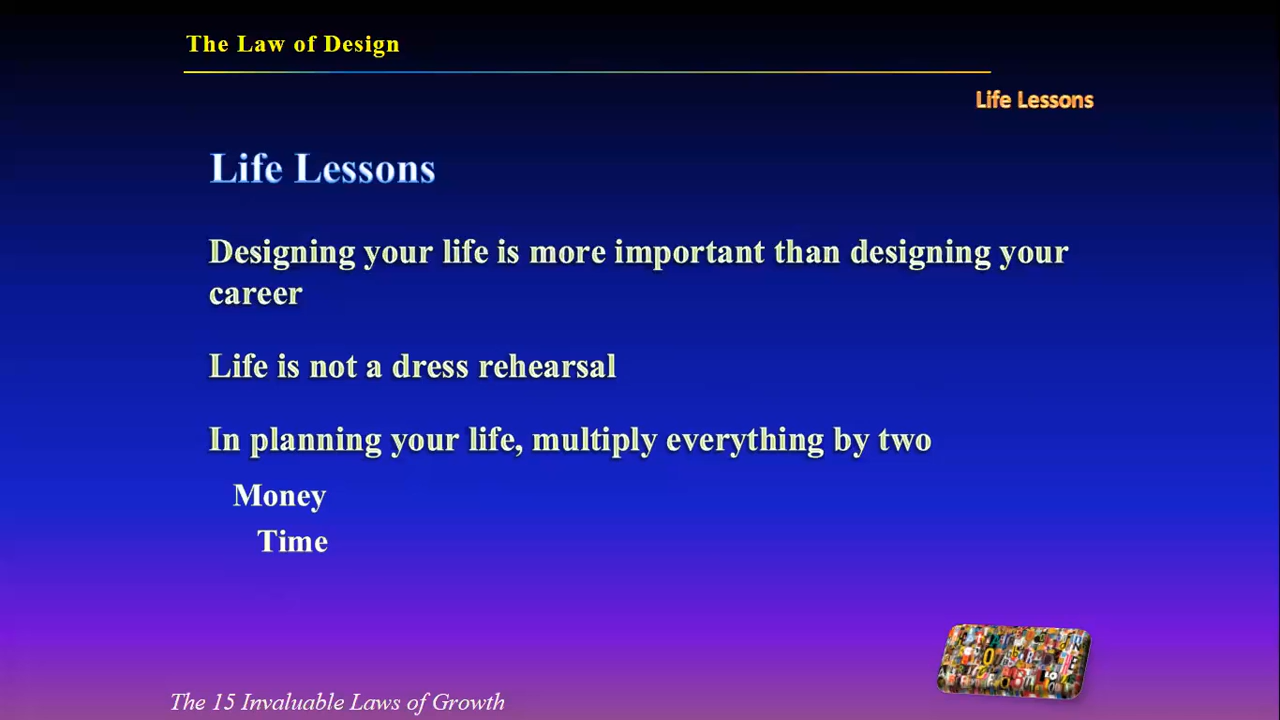 The Law of Design
Life Lessons
Life Lessons
Designing your life is more important than designing your
career
Life is not a dress rehearsal
In planning your life, multiply everything by two
Money
Time
The 15 Invaluable Laws of Growth